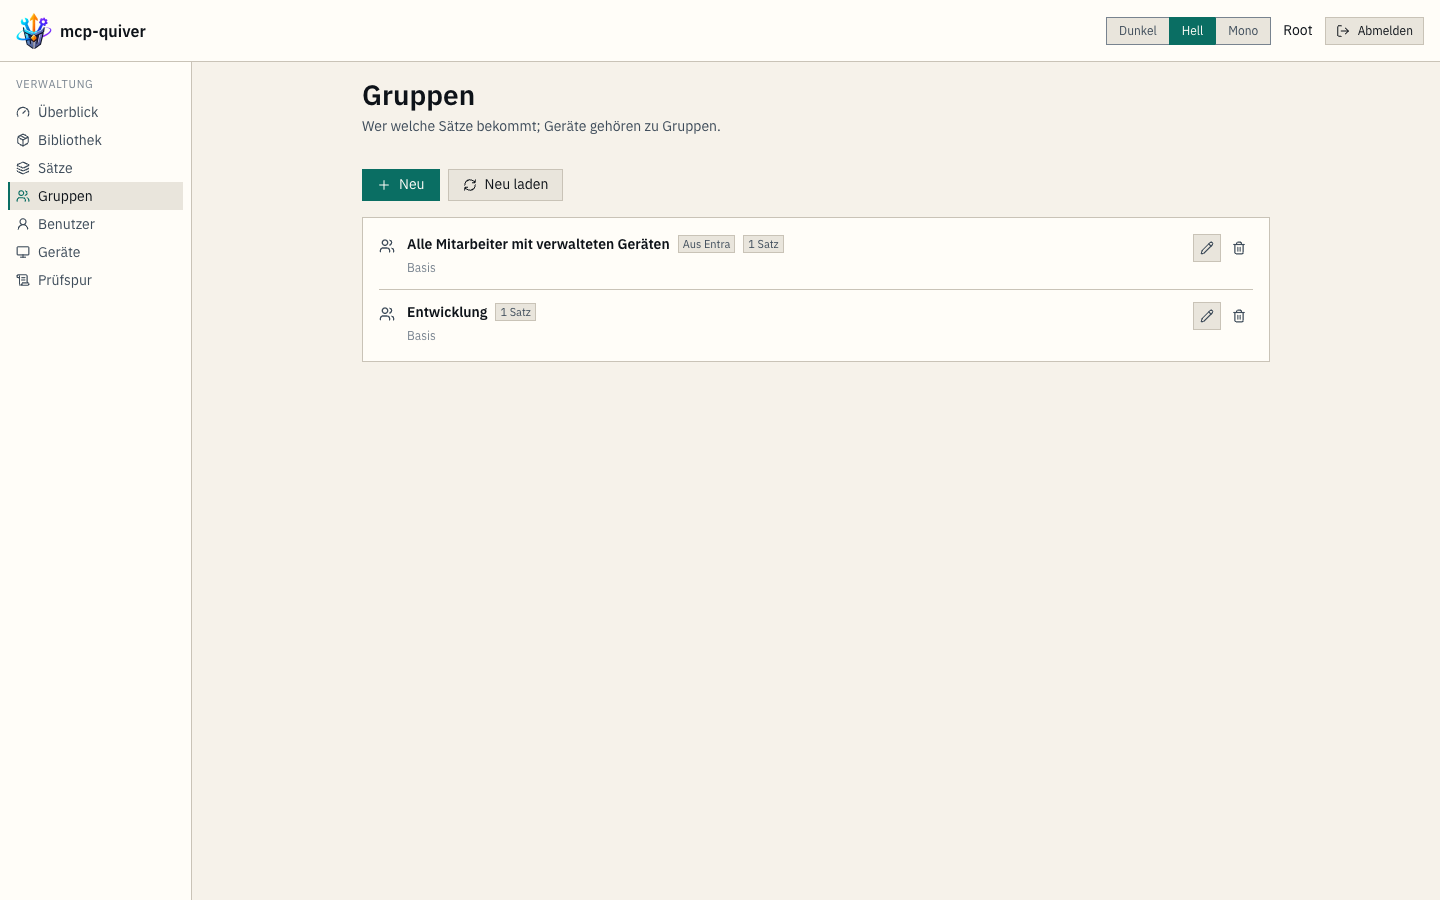 mcp-quiver
Dunkel
Hell
Mono
Root
Abmelden
VERWALTUNG
Überblick
Bibliothek
Sätze
Gruppen
Benutzer
Geräte
Prüfspur
Gruppen
Wer welche Sätze bekommt; Geräte gehören zu Gruppen.
Neu
Neu laden
Alle Mitarbeiter mit verwalteten Geräten Aus Entra 1 Satz
Basis
Entwicklung 1 Satz
Basis